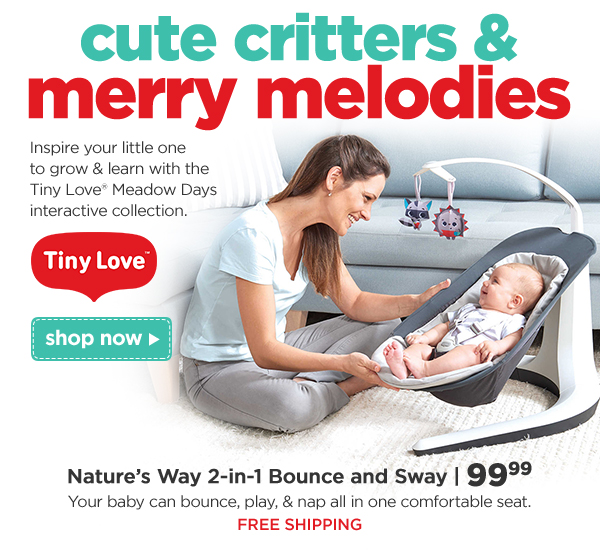 cute critters &
merry melodies
Inspire your little one
to grow & learn with the
Tiny Love® Meadow Days
interactive collection.
Tiny Love™
shop now ▶
Nature's Way 2-in-1 Bounce and Sway | 99⁹⁹
Your baby can bounce, play, & nap all in one comfortable seat.
FREE SHIPPING